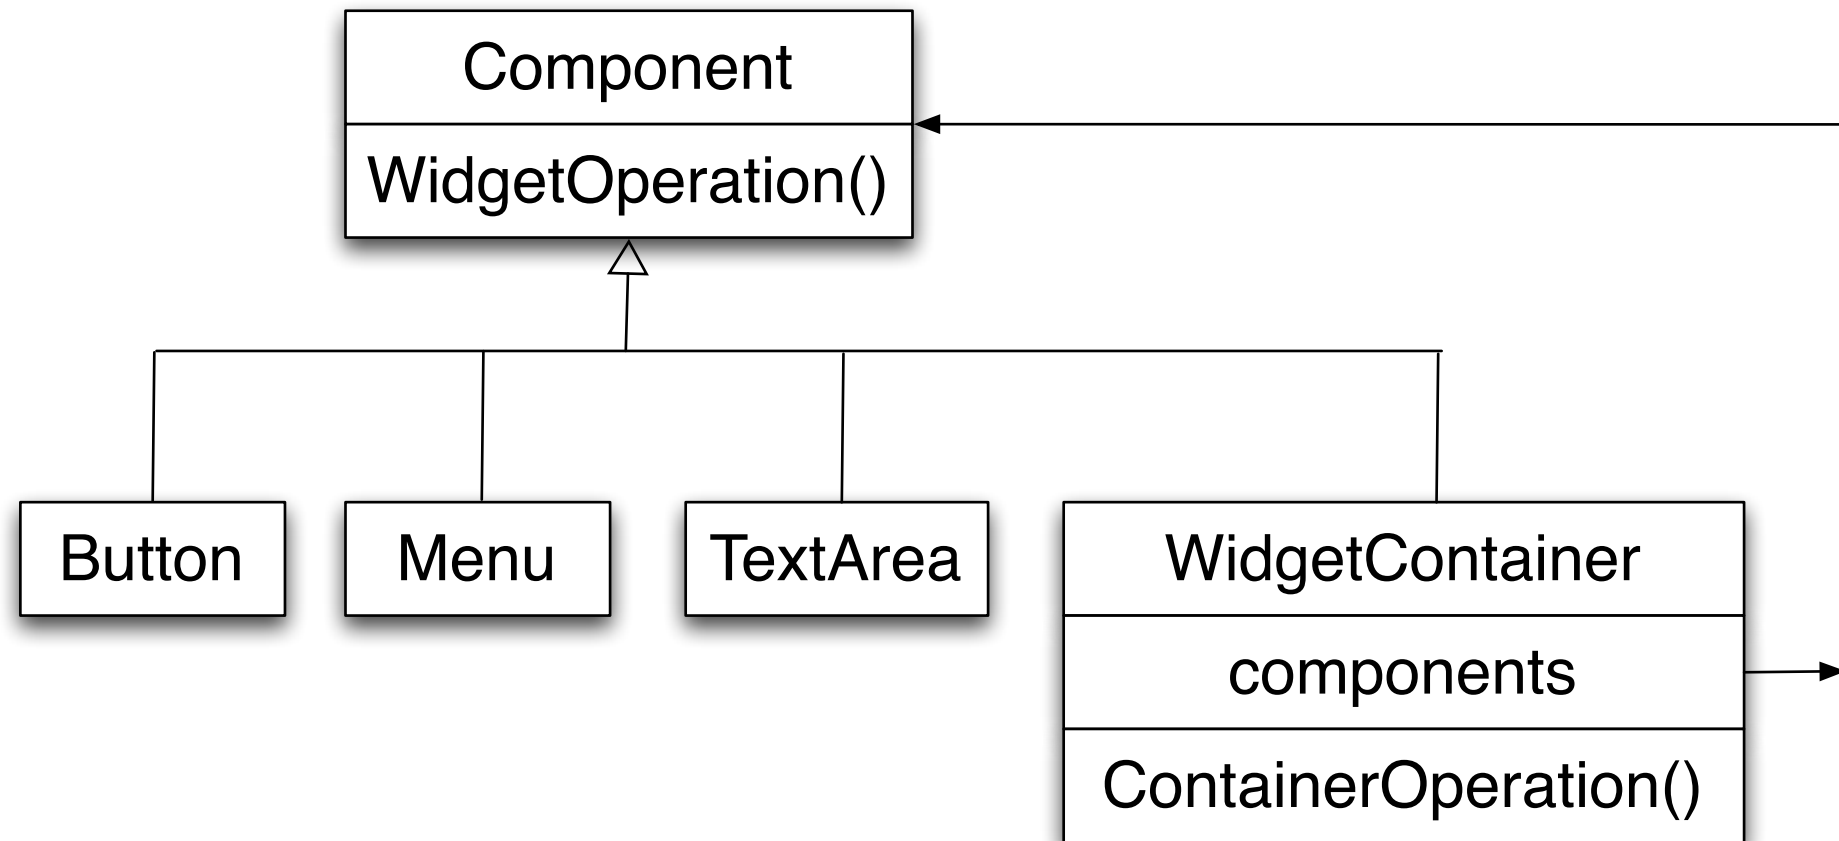 Component
WidgetOperation()
Button
Menu
TextArea
WidgetContainer
components
ContainerOperation()